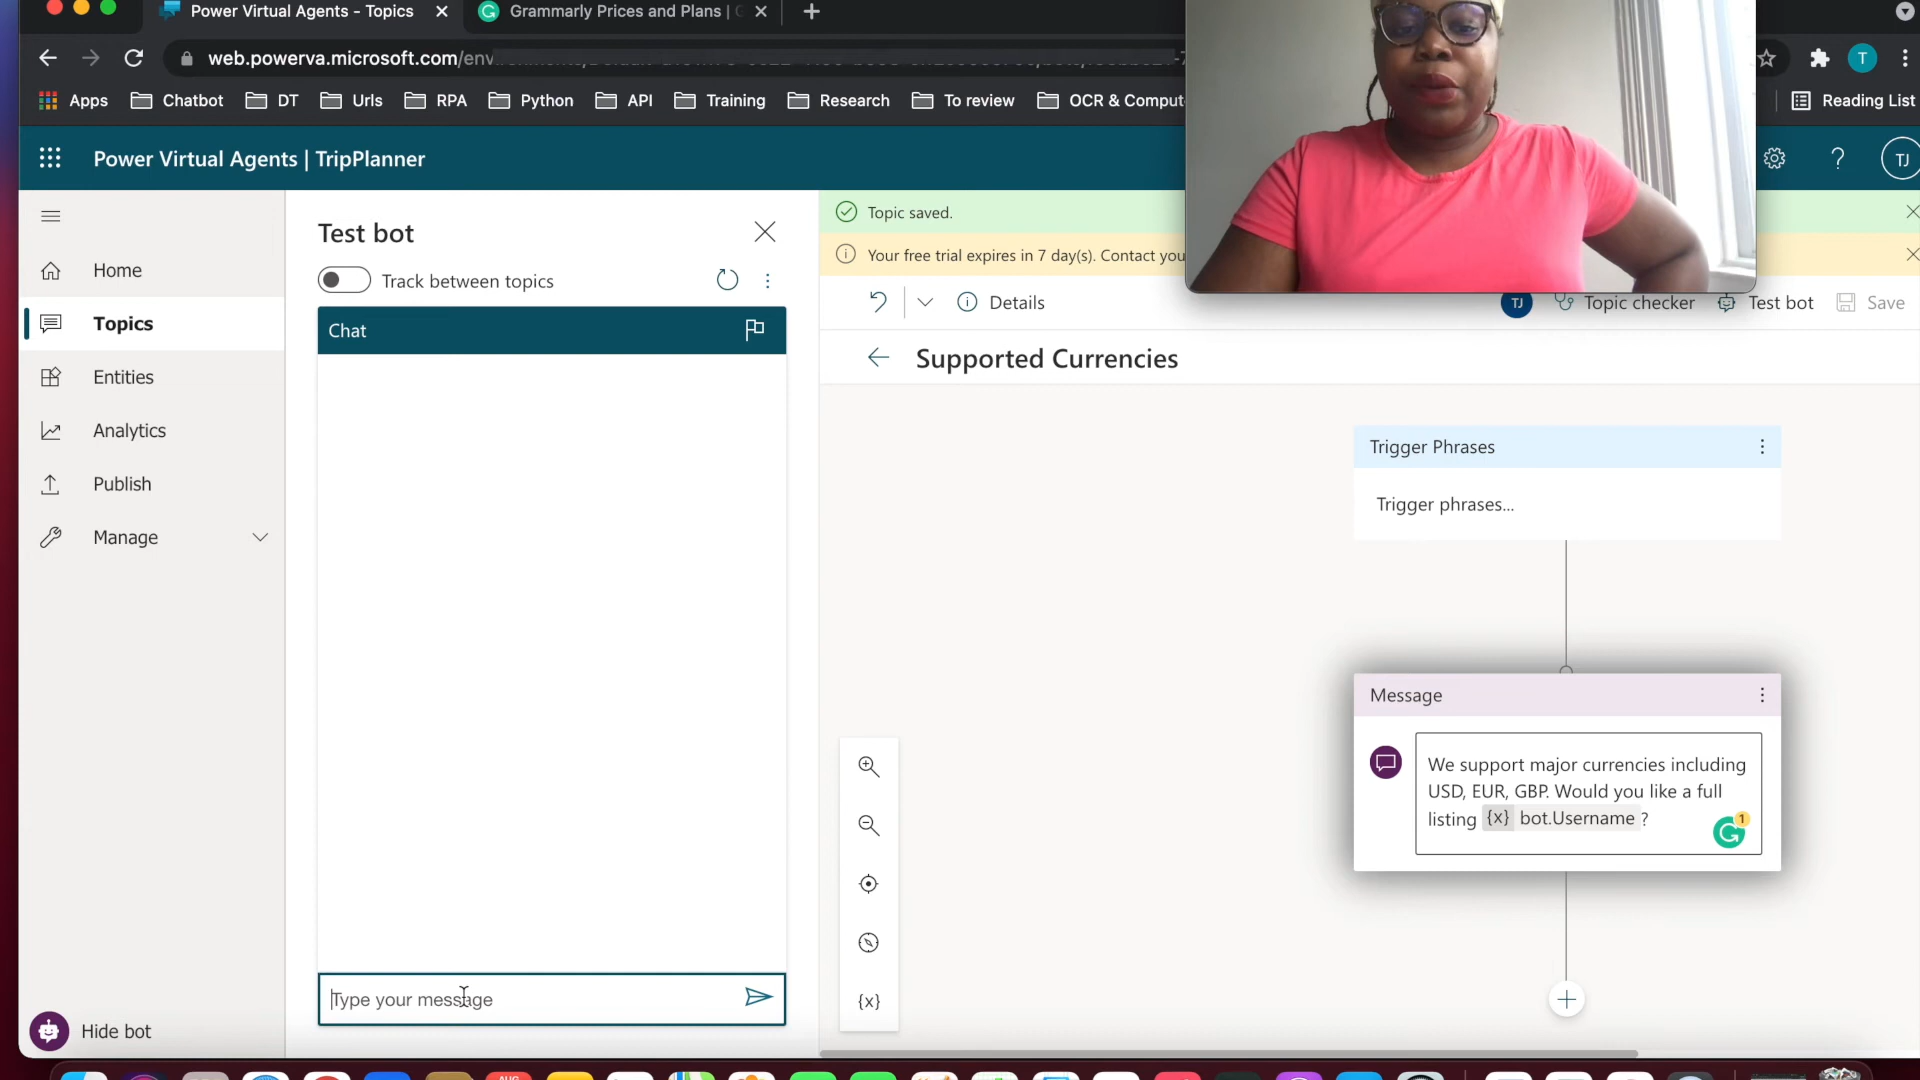 Power Virtual Agents - Topics
Grammarly Prices and Plans |
web.powerva.microsoft.com/
Apps
Chatbot
DT
Urls
RPA
Python
API
Training
Research
To review
OCR &
Reading List
T
Power Virtual Agents | TripPlanner
TJ
Home
Topics
Entities
Analytics
Publish
Manage
Hide bot
Test bot
Track between topics
Chat
Type your message
Topic saved.
Your free trial expires in 7 day(s). Contact you
Details
TJ
Topic checker
Test bot
Save
Supported Currencies
Trigger Phrases
Trigger phrases...
Message
We support major currencies including
USD, EUR, GBP. Would you like a full
listing {x} bot.Username ?
1
{x}
AUG